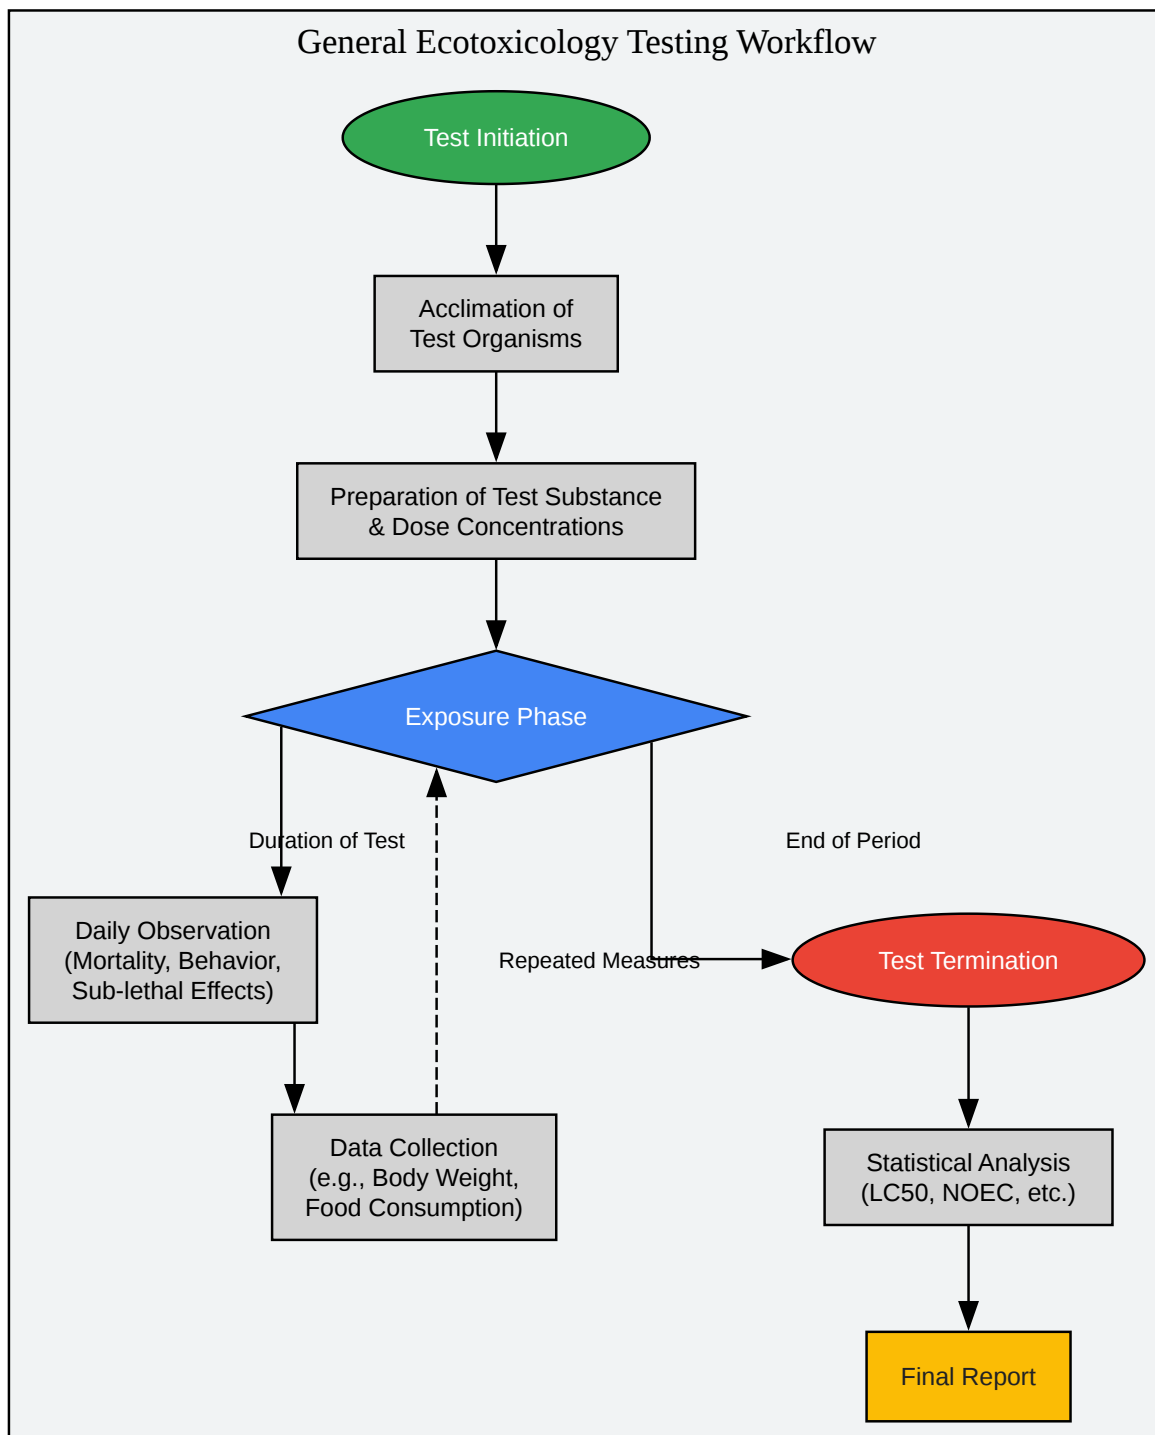 General Ecotoxicology Testing Workflow
Test Initiation
Acclimation of
Test Organisms
Preparation of Test Substance
& Dose Concentrations
Exposure Phase
Duration of Test
End of Period
Daily Observation
(Mortality, Behavior,
Sub-lethal Effects)
Repeated Measures
Test Termination
Data Collection
(e.g., Body Weight,
Food Consumption)
Statistical Analysis
(LC50, NOEC, etc.)
Final Report